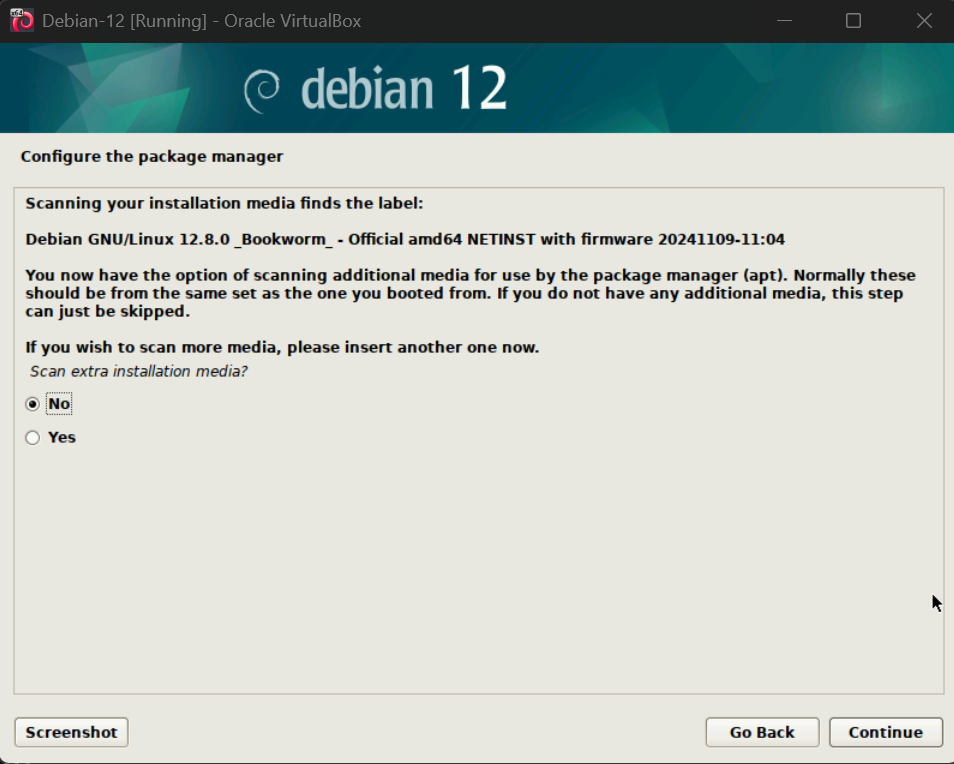 Debian-12 [Running] - Oracle VirtualBox
debian 12
Configure the package manager
Scanning your installation media finds the label:
Debian GNU/Linux 12.8.0 _Bookworm_ - Official amd64 NETINST with firmware 20241109-11:04
You now have the option of scanning additional media for use by the package manager (apt). Normally these
should be from the same set as the one you booted from. If you do not have any additional media, this step
can just be skipped.
If you wish to scan more media, please insert another one now.
Scan extra installation media?
No
Yes
Screenshot
Go Back
Continue